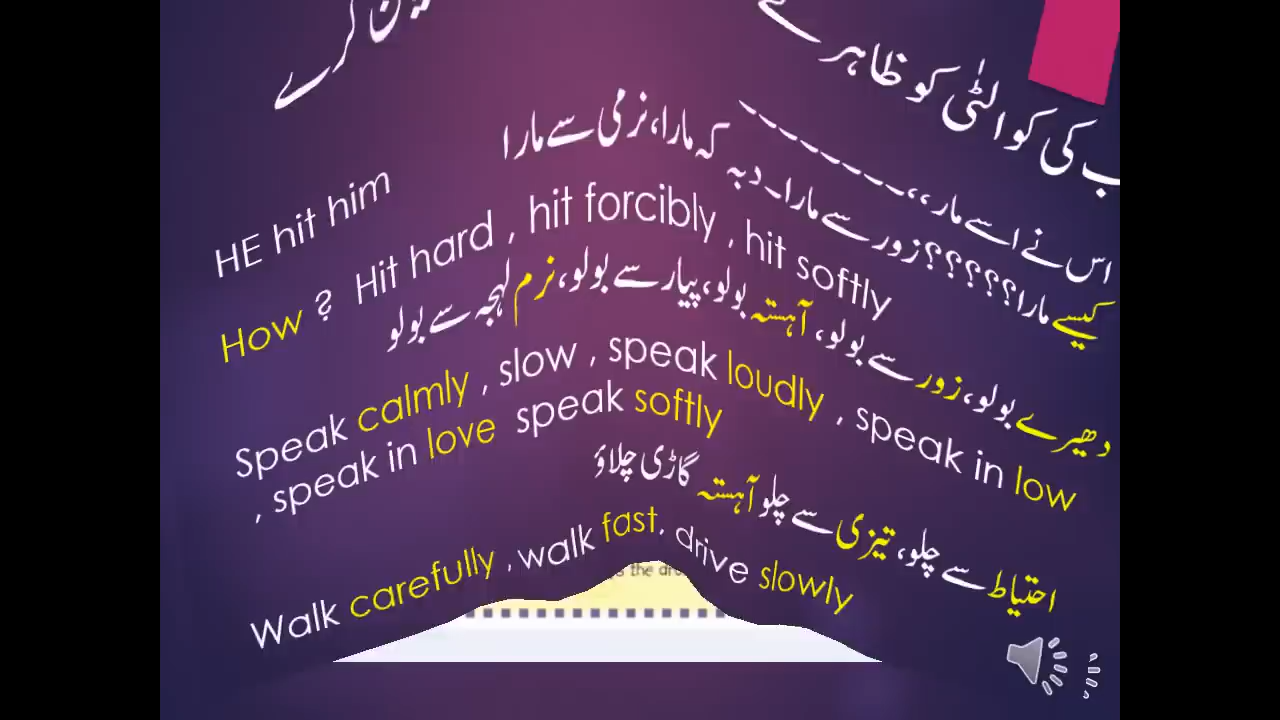 کی کوالٹی کو ظاہر کرے
اس نے اسے مار،،۔۔۔۔۔۔۔
کیسے مارا؟؟؟؟؟زور سے مارا۔دبہ کہ مارا،نرمی سے مارا
HE hit him
How ? Hit hard , hit forcibly , hit softly
دھیرے بولو،زور سے بولو، آہستہ بولو،پیار سے بولو،نرم لہجہ سے بولو
Speak calmly , slow , speak loudly , speak in low
, speak in love speak softly
احتیاط سے چلو، تیزی سے چلو آہستہ گاڑی چلاؤ
Walk carefully , walk fast, drive slowly
the